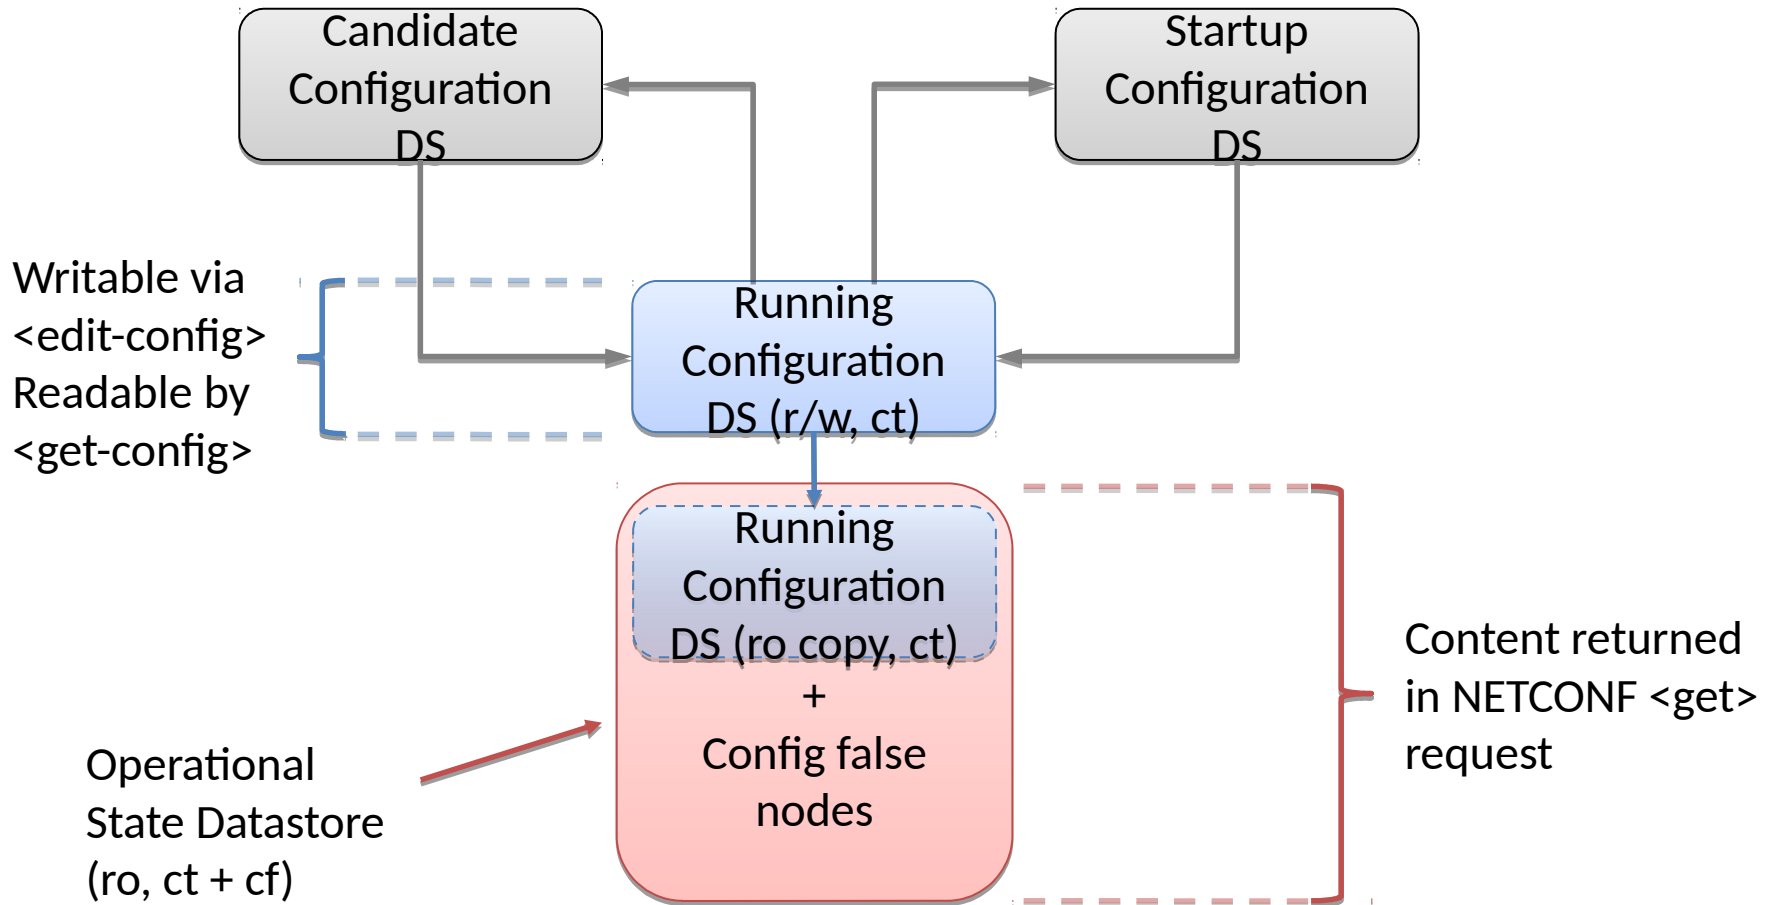 Candidate
Configuration
DS
Startup
Configuration
DS
Writable via
<edit-config>
Readable by
<get-config>
Running
Configuration
DS (r/w, ct)
Running
Configuration
DS (ro copy, ct)
+
Config false
nodes
Operational
State Datastore
(ro, ct + cf)
Content returned
in NETCONF <get>
request